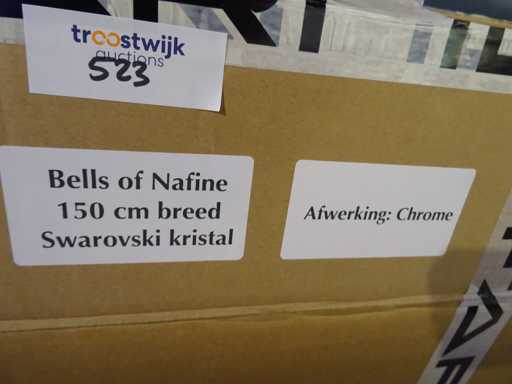 troostwijk
auctions
523
Bells of Nafine
150 cm breed
Swarovski kristal
Afwerking: Chrome